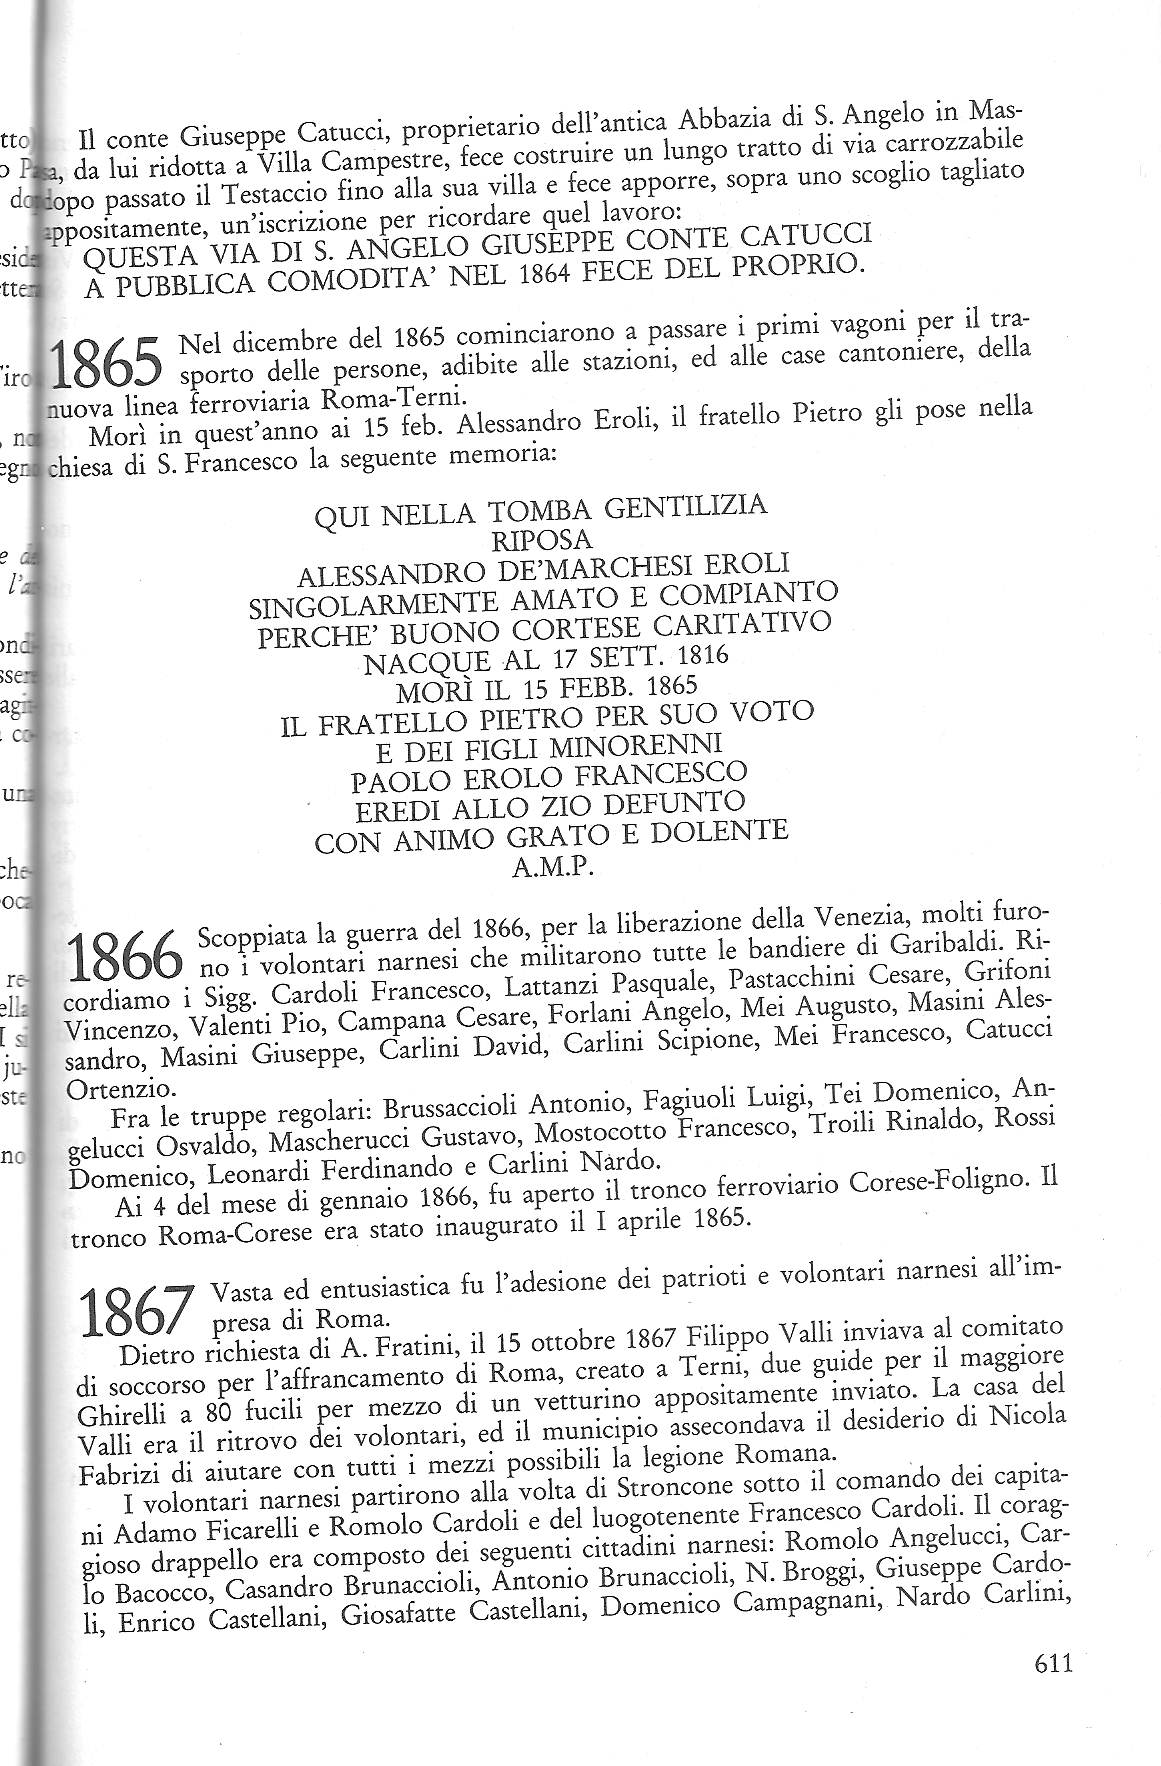 Il conte Giuseppe Catucci, proprietario dell'antica Abbazia di S. Angelo in Mas-
sa, da lui ridotta a Villa Campestre, fece costruire un lungo tratto di via carrozzabile
dopo passato il Testaccio fino alla sua villa e fece apporre, sopra uno scoglio tagliato
appositamente, un'iscrizione per ricordare quel lavoro:
QUESTA VIA DI S. ANGELO GIUSEPPE CONTE CATUCCI
A PUBBLICA COMODITA' NEL 1864 FECE DEL PROPRIO.
1865 Nel dicembre del 1865 cominciarono a passare i primi vagoni per il tra-
sporto delle persone, adibite alle stazioni, ed alle case cantoniere, della
nuova linea ferroviaria Roma-Terni.
Morì in quest'anno ai 15 feb. Alessandro Eroli, il fratello Pietro gli pose nella
chiesa di S. Francesco la seguente memoria:
QUI NELLA TOMBA GENTILIZIA
RIPOSA
ALESSANDRO DE'MARCHESI EROLI
SINGOLARMENTE AMATO E COMPIANTO
PERCHE' BUONO CORTESE CARITATIVO
NACQUE AL 17 SETT. 1816
MORÌ IL 15 FEBB. 1865
IL FRATELLO PIETRO PER SUO VOTO
E DEI FIGLI MINORENNI
PAOLO EROLO FRANCESCO
EREDI ALLO ZIO DEFUNTO
CON ANIMO GRATO E DOLENTE
A.M.P.
1866 Scoppiata la guerra del 1866, per la liberazione della Venezia, molti furo-
no i volontari narnesi che militarono tutte le bandiere di Garibaldi. Ri-
cordiamo i Sigg. Cardoli Francesco, Lattanzi Pasquale, Pastacchini Cesare, Grifoni
Vincenzo, Valenti Pio, Campana Cesare, Forlani Angelo, Mei Augusto, Masini Ales-
sandro, Masini Giuseppe, Carlini David, Carlini Scipione, Mei Francesco, Catucci
Ortenzio.
Fra le truppe regolari: Brussaccioli Antonio, Fagiuoli Luigi, Tei Domenico, An-
gelucci Osvaldo, Mascherucci Gustavo, Mostocotto Francesco, Troili Rinaldo, Rossi
Domenico, Leonardi Ferdinando e Carlini Nardo.
Ai 4 del mese di gennaio 1866, fu aperto il tronco ferroviario Corese-Foligno. Il
tronco Roma-Corese era stato inaugurato il I aprile 1865.
1867 Vasta ed entusiastica fu l'adesione dei patrioti e volontari narnesi all'im-
presa di Roma.
Dietro richiesta di A. Fratini, il 15 ottobre 1867 Filippo Valli inviava al comitato
di soccorso per l'affrancamento di Roma, creato a Terni, due guide per il maggiore
Ghirelli a 80 fucili per mezzo di un vetturino appositamente inviato. La casa del
Valli era il ritrovo dei volontari, ed il municipio assecondava il desiderio di Nicola
Fabrizi di aiutare con tutti i mezzi possibili la legione Romana.
I volontari narnesi partirono alla volta di Stroncone sotto il comando dei capita-
ni Adamo Ficarelli e Romolo Cardoli e del luogotenente Francesco Cardoli. Il corag-
gioso drappello era composto dei seguenti cittadini narnesi: Romolo Angelucci, Car-
lo Bacocco, Casandro Brunaccioli, Antonio Brunaccioli, N. Broggi, Giuseppe Cardo-
li, Enrico Castellani, Giosafatte Castellani, Domenico Campagnani, Nardo Carlini,
611